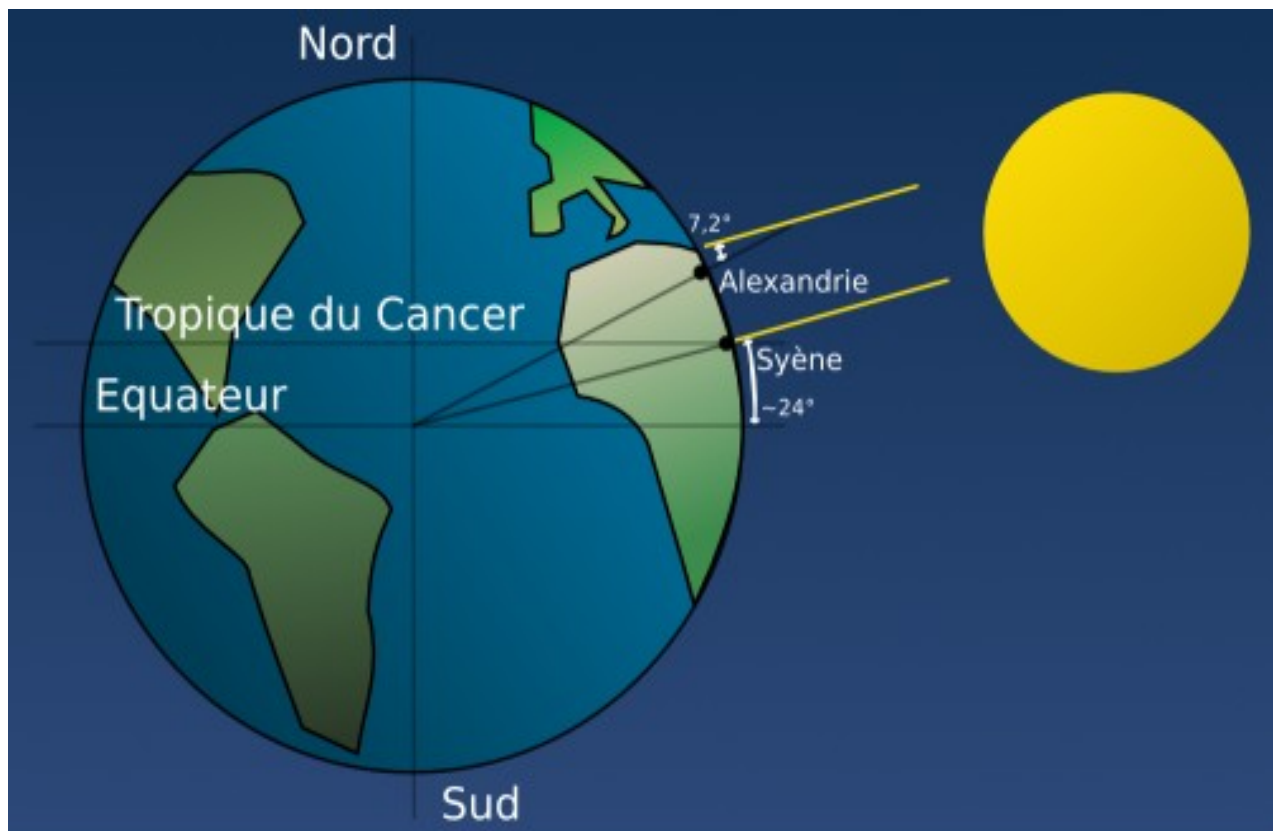 Nord
7,2°
Alexandrie
Tropique du Cancer
Syène
Equateur
~24°
Sud